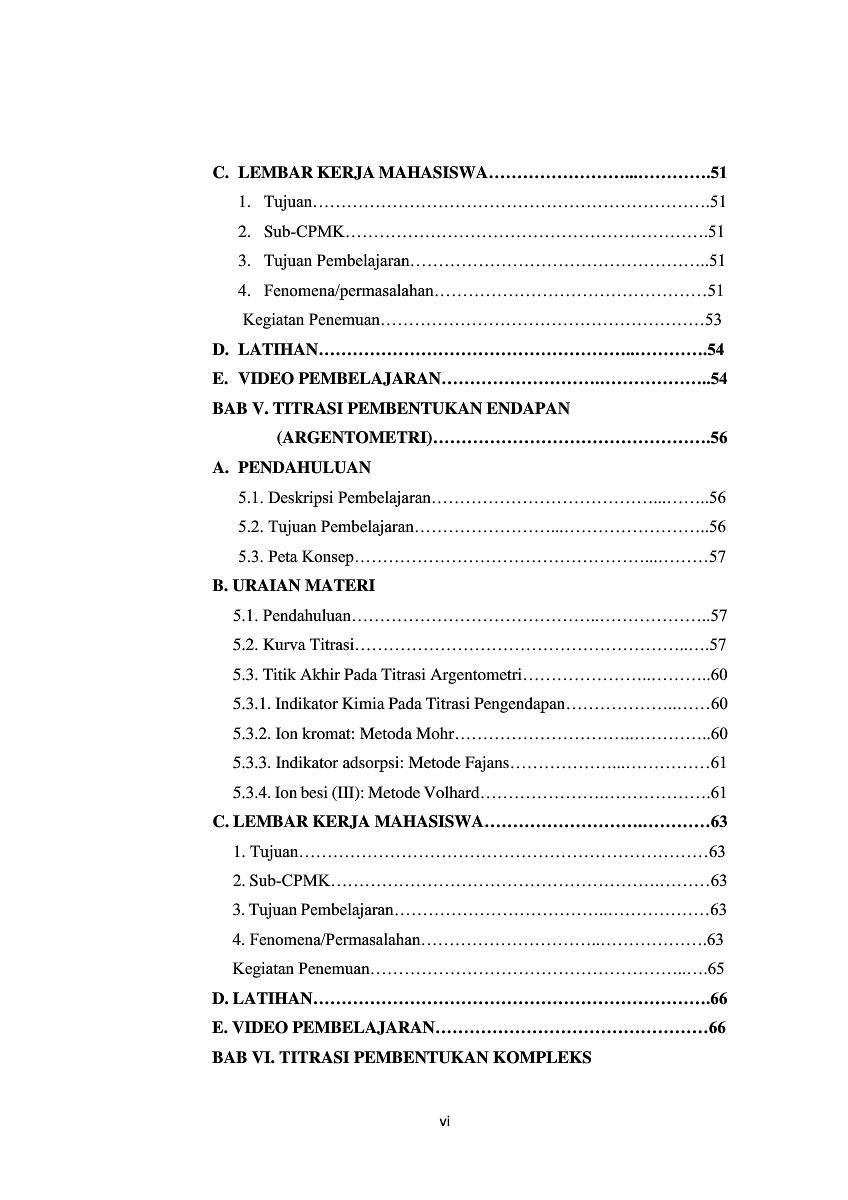 C. LEMBAR KERJA MAHASISWA……………………...………….51
1. Tujuan…………………………………………………………….51
2. Sub-CPMK……………………………………………………….51
3. Tujuan Pembelajaran……………………………………………..51
4. Fenomena/permasalahan…………………………………………51
Kegiatan Penemuan…………………………………………………53
D. LATIHAN………………………………………………..………….54
E. VIDEO PEMBELAJARAN……………………….………………..54
BAB V. TITRASI PEMBENTUKAN ENDAPAN
(ARGENTOMETRI)………………………………………….56
A. PENDAHULUAN
5.1. Deskripsi Pembelajaran…………………………………...……..56
5.2. Tujuan Pembelajaran……………………...……………………..56
5.3. Peta Konsep……………………………………………...………57
B. URAIAN MATERI
5.1. Pendahuluan……………………………………..………………..57
5.2. Kurva Titrasi…………………………………………………..….57
5.3. Titik Akhir Pada Titrasi Argentometri…………………..………..60
5.3.1. Indikator Kimia Pada Titrasi Pengendapan………………..……60
5.3.2. Ion kromat: Metoda Mohr…………………………..…………..60
5.3.3. Indikator adsorpsi: Metode Fajans………………...……………61
5.3.4. Ion besi (III): Metode Volhard………………….……………….61
C. LEMBAR KERJA MAHASISWA……………………….…………63
1. Tujuan………………………………………………………………63
2. Sub-CPMK………………………………………………….………63
3. Tujuan Pembelajaran………………………………..………………63
4. Fenomena/Permasalahan…………………………..……………….63
Kegiatan Penemuan………………………………………………..….65
D. LATIHAN…………………………………………………………….66
E. VIDEO PEMBELAJARAN…………………………………………66
BAB VI. TITRASI PEMBENTUKAN KOMPLEKS
vi